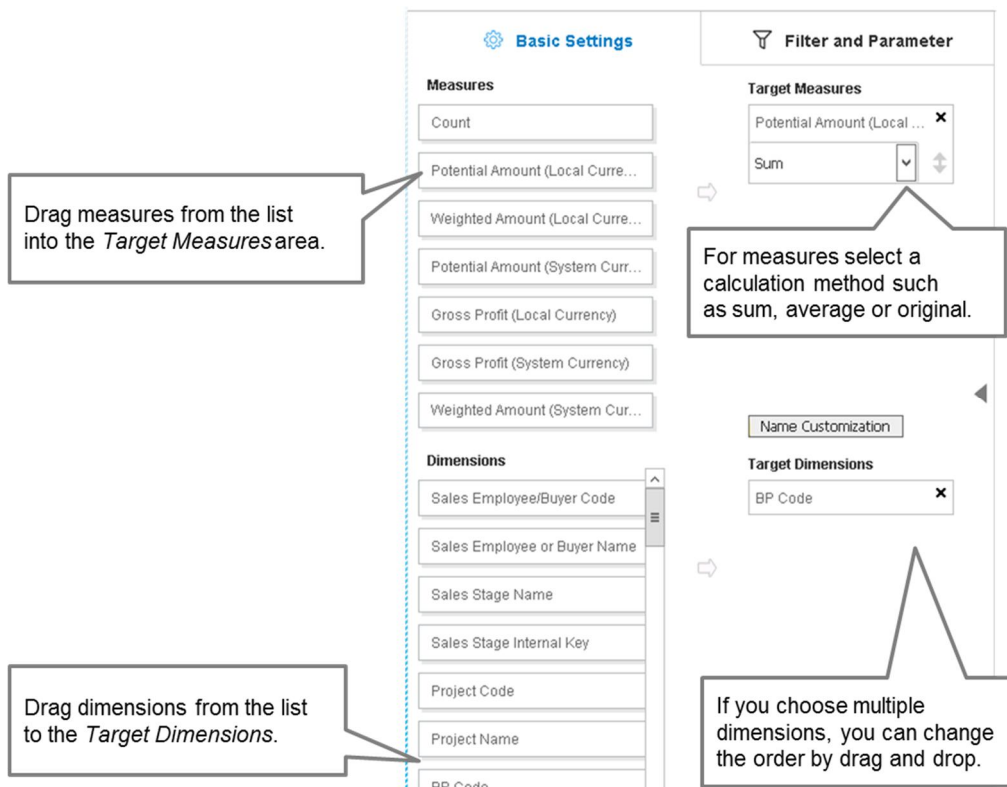 Basic Settings
Filter and Parameter
Measures
Count
Potential Amount (Local Curre...
Weighted Amount (Local Curre...
Potential Amount (System Curr...
Gross Profit (Local Currency)
Gross Profit (System Currency)
Weighted Amount (System Cur...
Dimensions
Sales Employee/Buyer Code
Sales Employee or Buyer Name
Sales Stage Name
Sales Stage Internal Key
Project Code
Project Name
BP Code
Target Measures
Potential Amount (Local ...
Sum
Name Customization
Target Dimensions
BP Code
Drag measures from the list
into the Target Measures area.
For measures select a
calculation method such
as sum, average or original.
Drag dimensions from the list
to the Target Dimensions.
If you choose multiple
dimensions, you can change
the order by drag and drop.